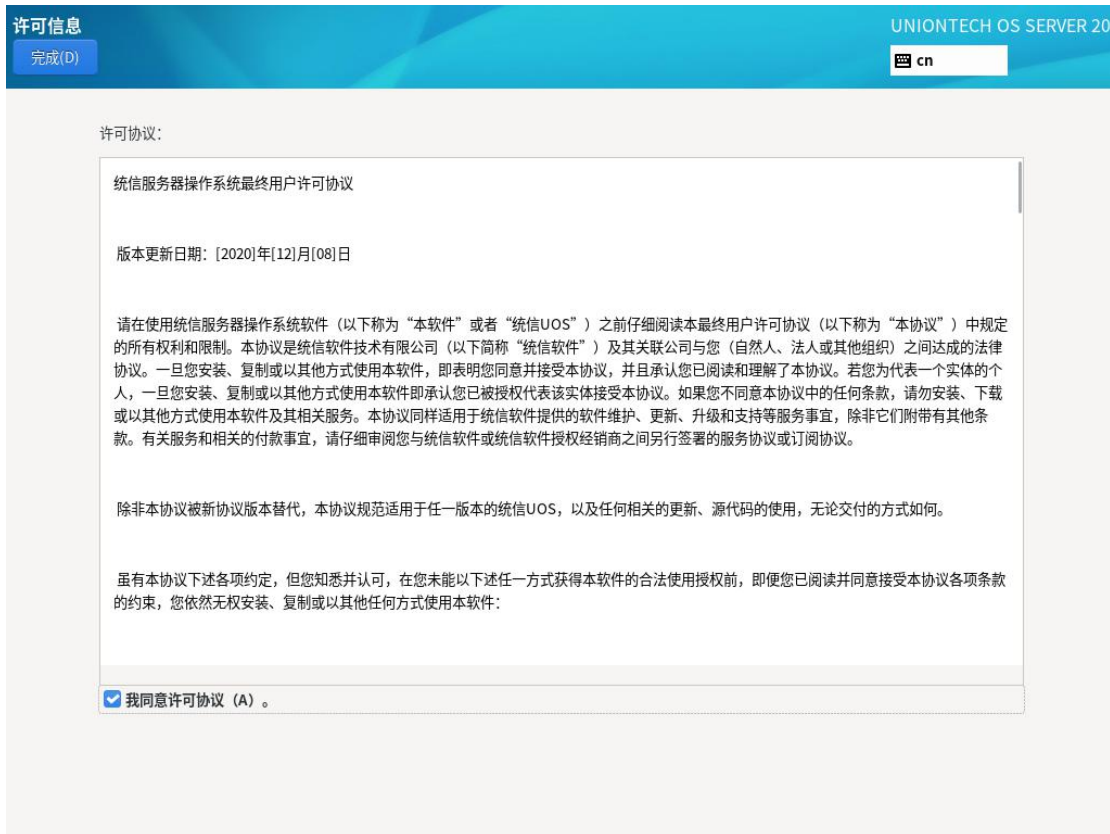 许可信息
UNIONTECH OS SERVER 20
完成(D)
cn
许可协议：
统信服务器操作系统最终用户许可协议
版本更新日期：[2020]年[12]月[08]日
请在使用统信服务器操作系统软件（以下称为“本软件”或者“统信UOS”）之前仔细阅读本最终用户许可协议（以下称为“本协议”）中规定
的所有权利和限制。本协议是统信软件技术有限公司（以下简称“统信软件”）及其关联公司与您（自然人、法人或其他组织）之间达成的法律
协议。一旦您安装、复制或以其他方式使用本软件，即表明您同意并接受本协议，并且承认您已阅读和理解了本协议。若您为代表一个实体的个
人，一旦您安装、复制或以其他方式使用本软件即承认您已被授权代表该实体接受本协议。如果您不同意本协议中的任何条款，请勿安装、下载
或以其他方式使用本软件及其相关服务。本协议同样适用于统信软件提供的软件维护、更新、升级和支持等服务事宜，除非它们附带有其他条
款。有关服务和相关的付款事宜，请仔细审阅您与统信软件或统信软件授权经销商之间另行签署的服务协议或订阅协议。
除非本协议被新协议版本替代，本协议规范适用于任一版本的统信UOS，以及任何相关的更新、源代码的使用，无论交付的方式如何。
虽有本协议下述各项约定，但您知悉并认可，在您未能以下述任一方式获得本软件的合法使用授权前，即便您已阅读并同意接受本协议各项条款
的约束，您依然无权安装、复制或以其他任何方式使用本软件：
我同意许可协议（A）。